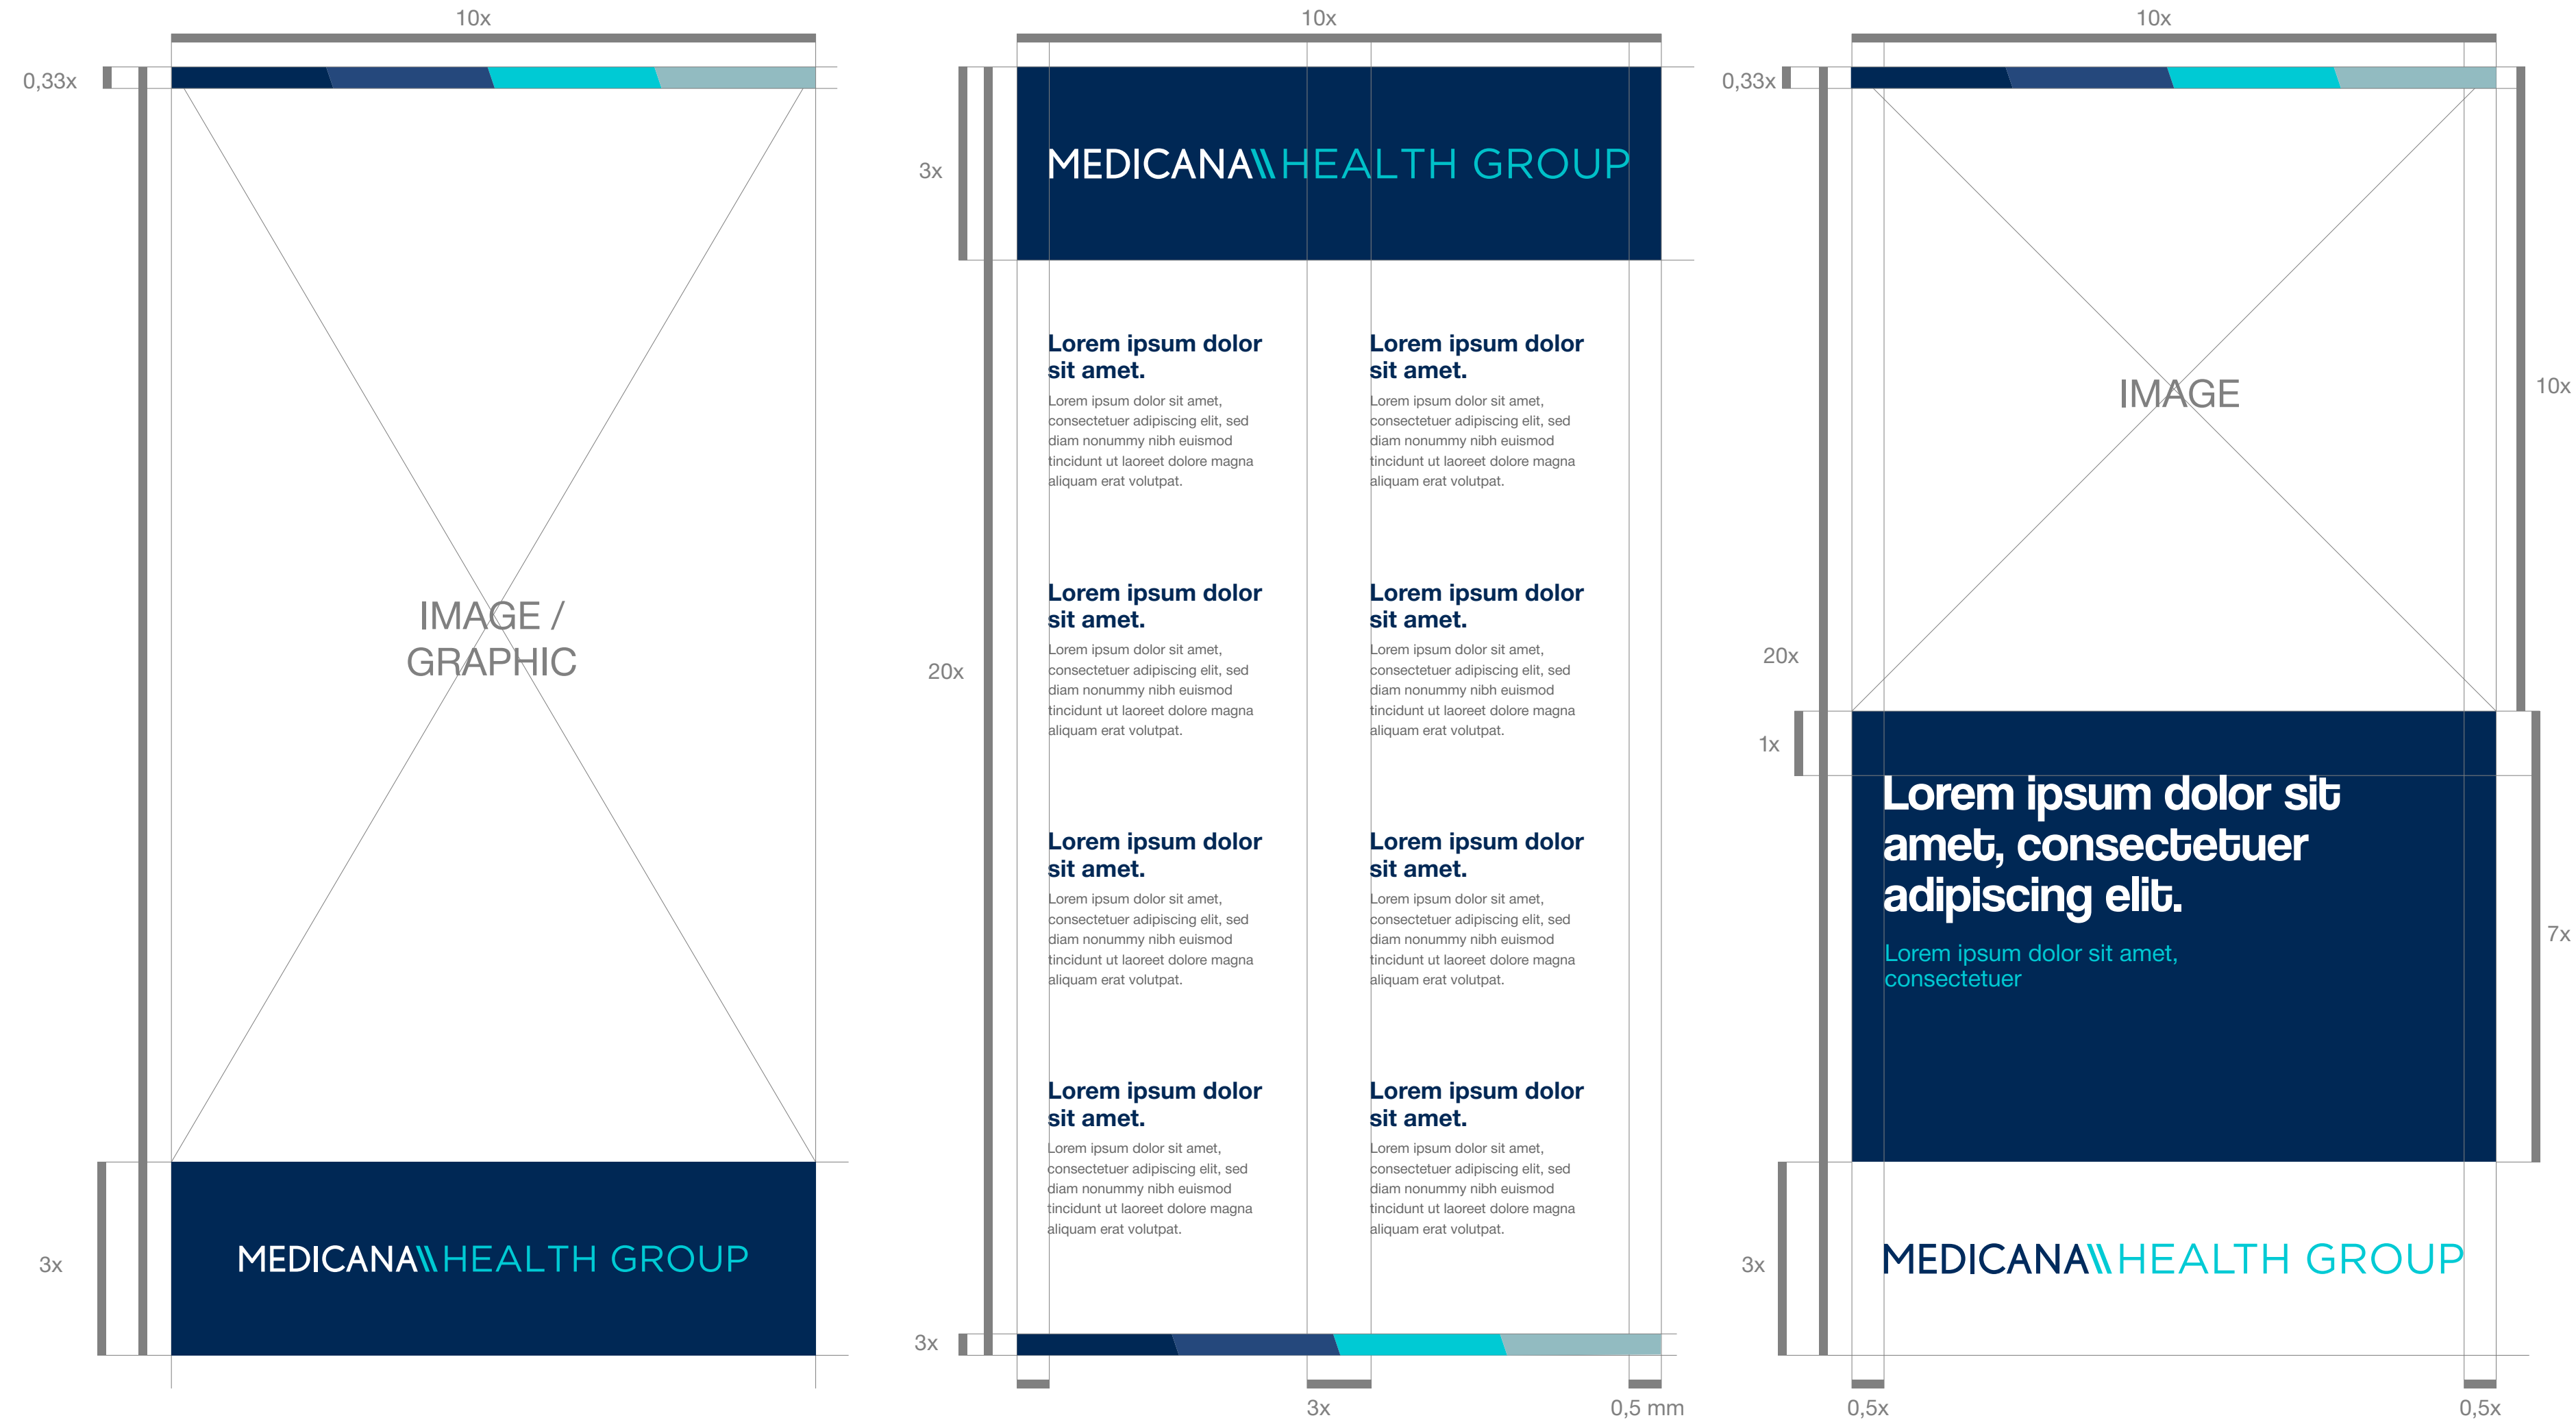 10x
0,33x
IMAGE /
GRAPHIC
3x
MEDICANA\\HEALTH GROUP
10x
3x
MEDICANA\\HEALTH GROUP
20x
Lorem ipsum dolor
sit amet.
Lorem ipsum dolor sit amet,
consectetuer adipiscing elit, sed
diam nonummy nibh euismod
tincidunt ut laoreet dolore magna
aliquam erat volutpat.
Lorem ipsum dolor
sit amet.
Lorem ipsum dolor sit amet,
consectetuer adipiscing elit, sed
diam nonummy nibh euismod
tincidunt ut laoreet dolore magna
aliquam erat volutpat.
Lorem ipsum dolor
sit amet.
Lorem ipsum dolor sit amet,
consectetuer adipiscing elit, sed
diam nonummy nibh euismod
tincidunt ut laoreet dolore magna
aliquam erat volutpat.
Lorem ipsum dolor
sit amet.
Lorem ipsum dolor sit amet,
consectetuer adipiscing elit, sed
diam nonummy nibh euismod
tincidunt ut laoreet dolore magna
aliquam erat volutpat.
Lorem ipsum dolor
sit amet.
Lorem ipsum dolor sit amet,
consectetuer adipiscing elit, sed
diam nonummy nibh euismod
tincidunt ut laoreet dolore magna
aliquam erat volutpat.
Lorem ipsum dolor
sit amet.
Lorem ipsum dolor sit amet,
consectetuer adipiscing elit, sed
diam nonummy nibh euismod
tincidunt ut laoreet dolore magna
aliquam erat volutpat.
Lorem ipsum dolor
sit amet.
Lorem ipsum dolor sit amet,
consectetuer adipiscing elit, sed
diam nonummy nibh euismod
tincidunt ut laoreet dolore magna
aliquam erat volutpat.
Lorem ipsum dolor
sit amet.
Lorem ipsum dolor sit amet,
consectetuer adipiscing elit, sed
diam nonummy nibh euismod
tincidunt ut laoreet dolore magna
aliquam erat volutpat.
3x
3x
0,5 mm
10x
0,33x
IMAGE
10x
20x
1x
Lorem ipsum dolor sit
amet, consectetuer
adipiscing elit.
Lorem ipsum dolor sit amet,
consectetuer
7x
3x
MEDICANA\\HEALTH GROUP
0,5x
0,5x